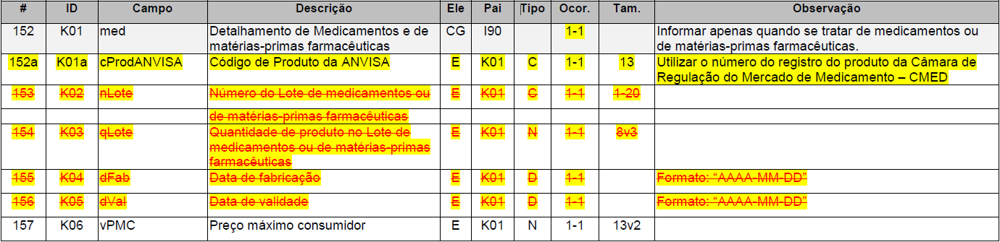 # ID Campo Descrição Ele Pai Tipo Ocor. Tam. Observação
152 K01 med Detalhamento de Medicamentos e de CG I90 1-1 Informar apenas quando se tratar de medicamentos ou
matérias-primas farmacêuticas de matérias-primas farmacêuticas.
152a K01a cProdANVISA Código de Produto da ANVISA E K01 C 1-1 13 Utilizar o número do registro do produto da Câmara de
Regulação do Mercado de Medicamento – CMED
153 K02 nLote Número do Lote de medicamentos ou E K01 C 1-1 1-20
de matérias-primas farmacêuticas
154 K03 qLote Quantidade de produto no Lote de E K01 N 1-1 8v3
medicamentos ou de matérias-primas
farmacêuticas
155 K04 dFab Data de fabricação E K01 D 1-1 Formato: “AAAA-MM-DD”
156 K05 dVal Data de validade E K01 D 1-1 Formato: “AAAA-MM-DD”
157 K06 vPMC Preço máximo consumidor E K01 N 1-1 13v2